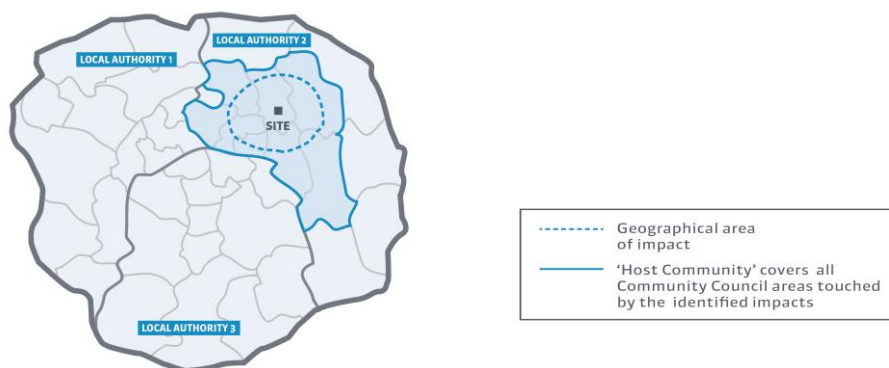 LOCAL AUTHORITY 1
LOCAL AUTHORITY 2
SITE
LOCAL AUTHORITY 3
Geographical area
of impact
‘Host Community’ covers all
Community Council areas touched
by the identified impacts